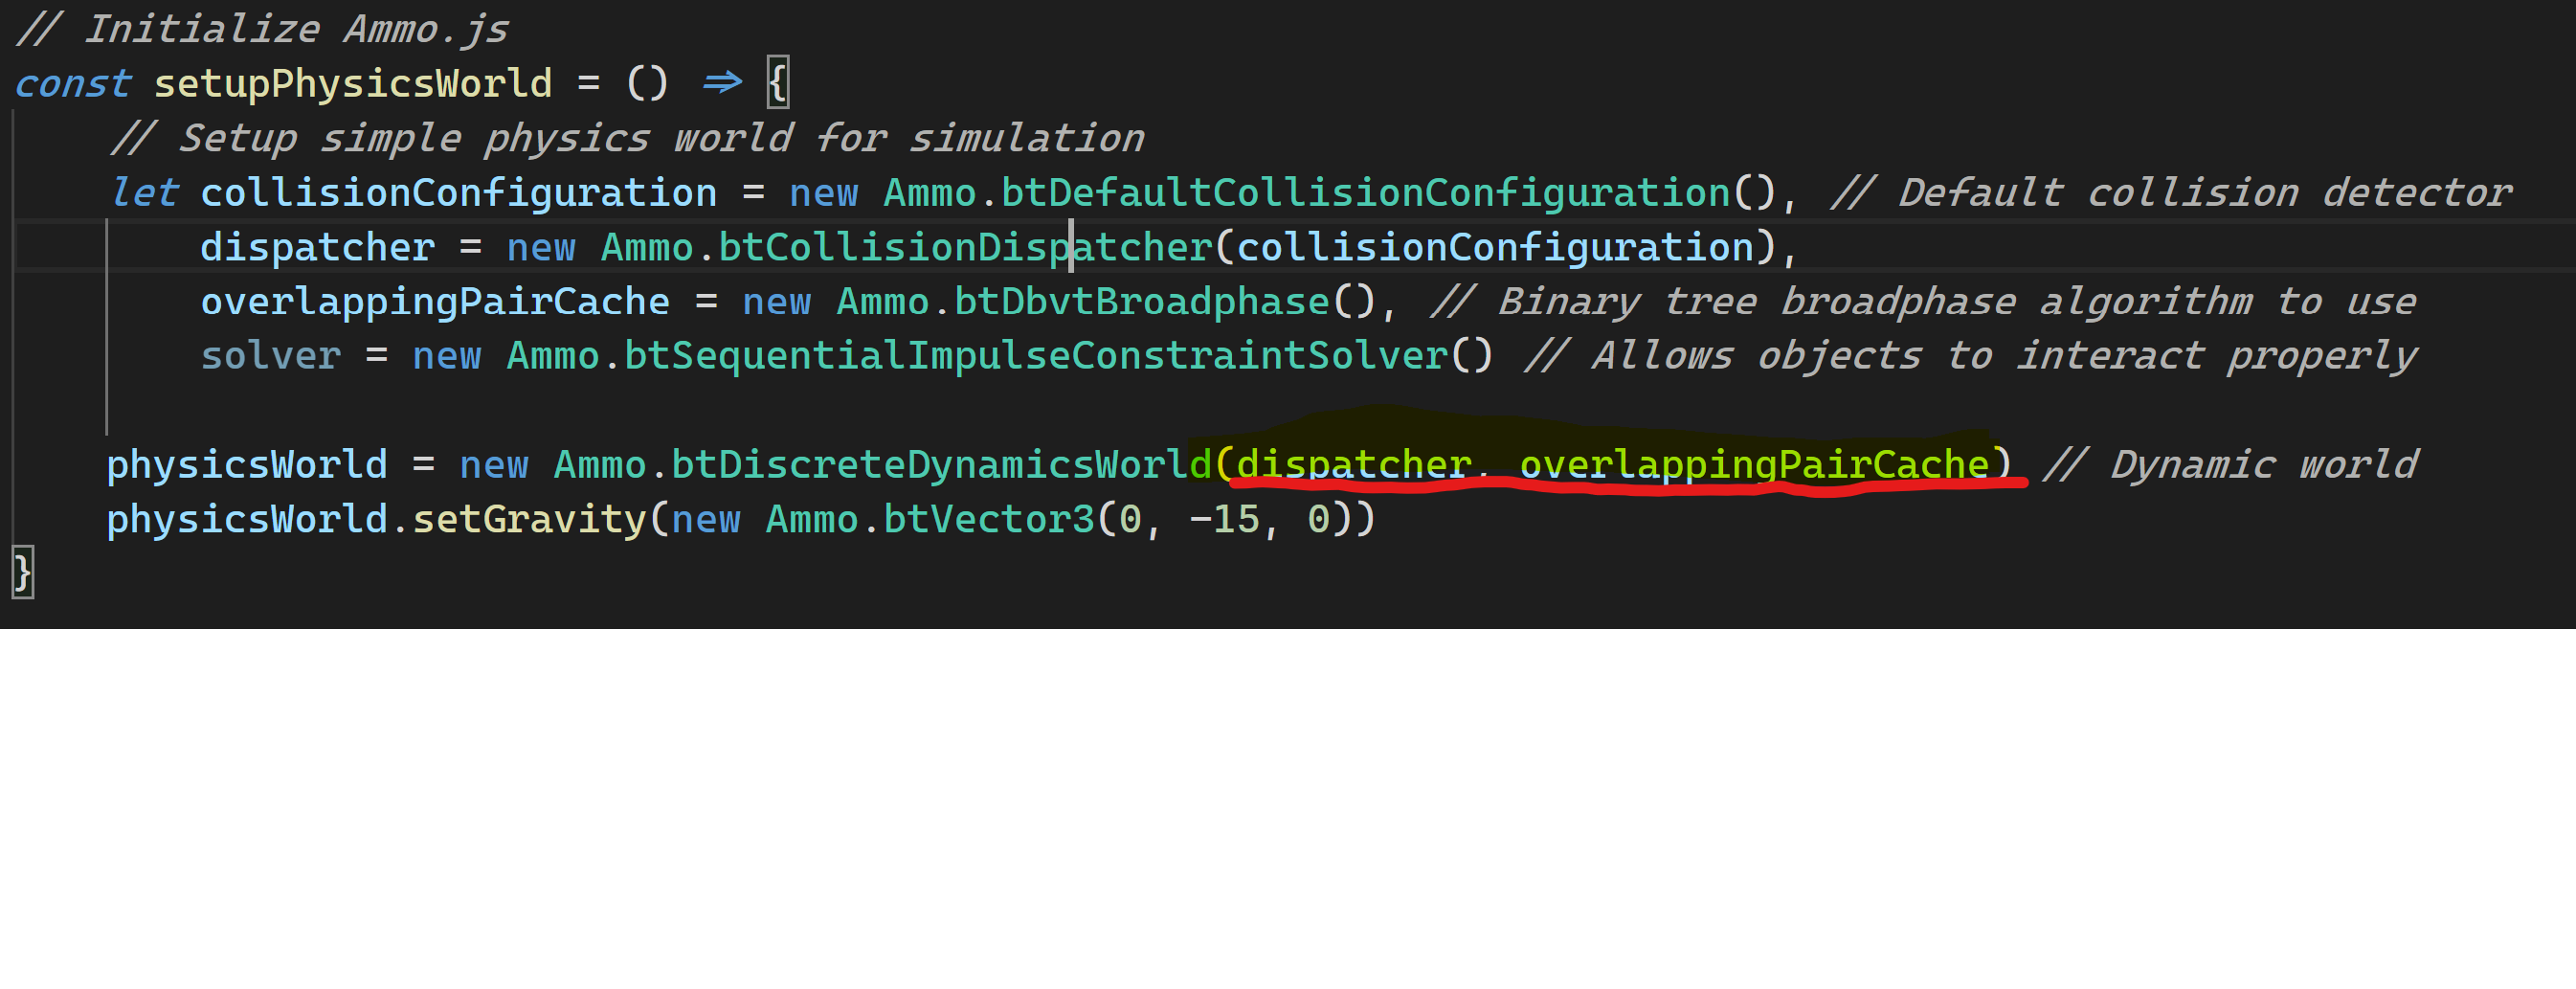 // Initialize Ammo.js
const setupPhysicsWorld = () => {
// Setup simple physics world for simulation
let collisionConfiguration = new Ammo.btDefaultCollisionConfiguration(), // Default collision detector
dispatcher = new Ammo.btCollisionDispatcher(collisionConfiguration),
overlappingPairCache = new Ammo.btDbvtBroadphase(), // Binary tree broadphase algorithm to use
solver = new Ammo.btSequentialImpulseConstraintSolver() // Allows objects to interact properly
physicsWorld = new Ammo.btDiscreteDynamicsWorld(dispatcher, overlappingPairCache) // Dynamic world
physicsWorld.setGravity(new Ammo.btVector3(0, -15, 0))
}